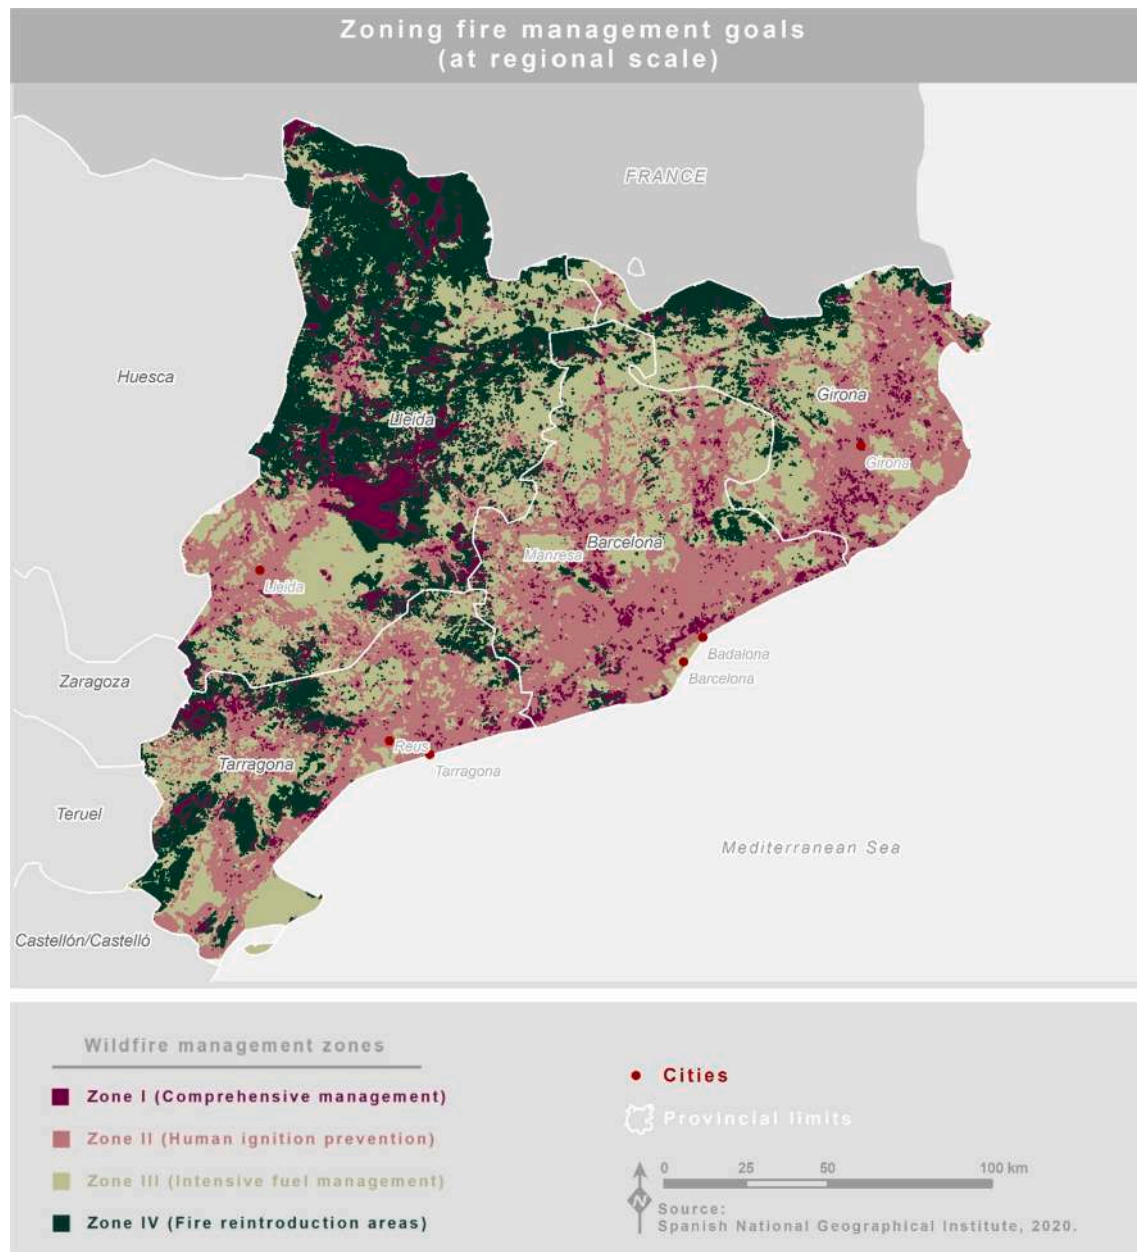 Zoning fire management goals
(at regional scale)
FRANCE
Huesca
Lleida
Girona
Girona
Manresa
Barcelona
Lleida
Badalona
Barcelona
Zaragoza
Reus
Tarragona
Tarragona
Teruel
Mediterranean Sea
Castellón/Castelló
Wildfire management zones
Zone I (Comprehensive management)
Zone II (Human ignition prevention)
Zone III (Intensive fuel management)
Zone IV (Fire reintroduction areas)
Cities
Provincial limits
0 25 50 100 km
N
Source:
Spanish National Geographical Institute, 2020.